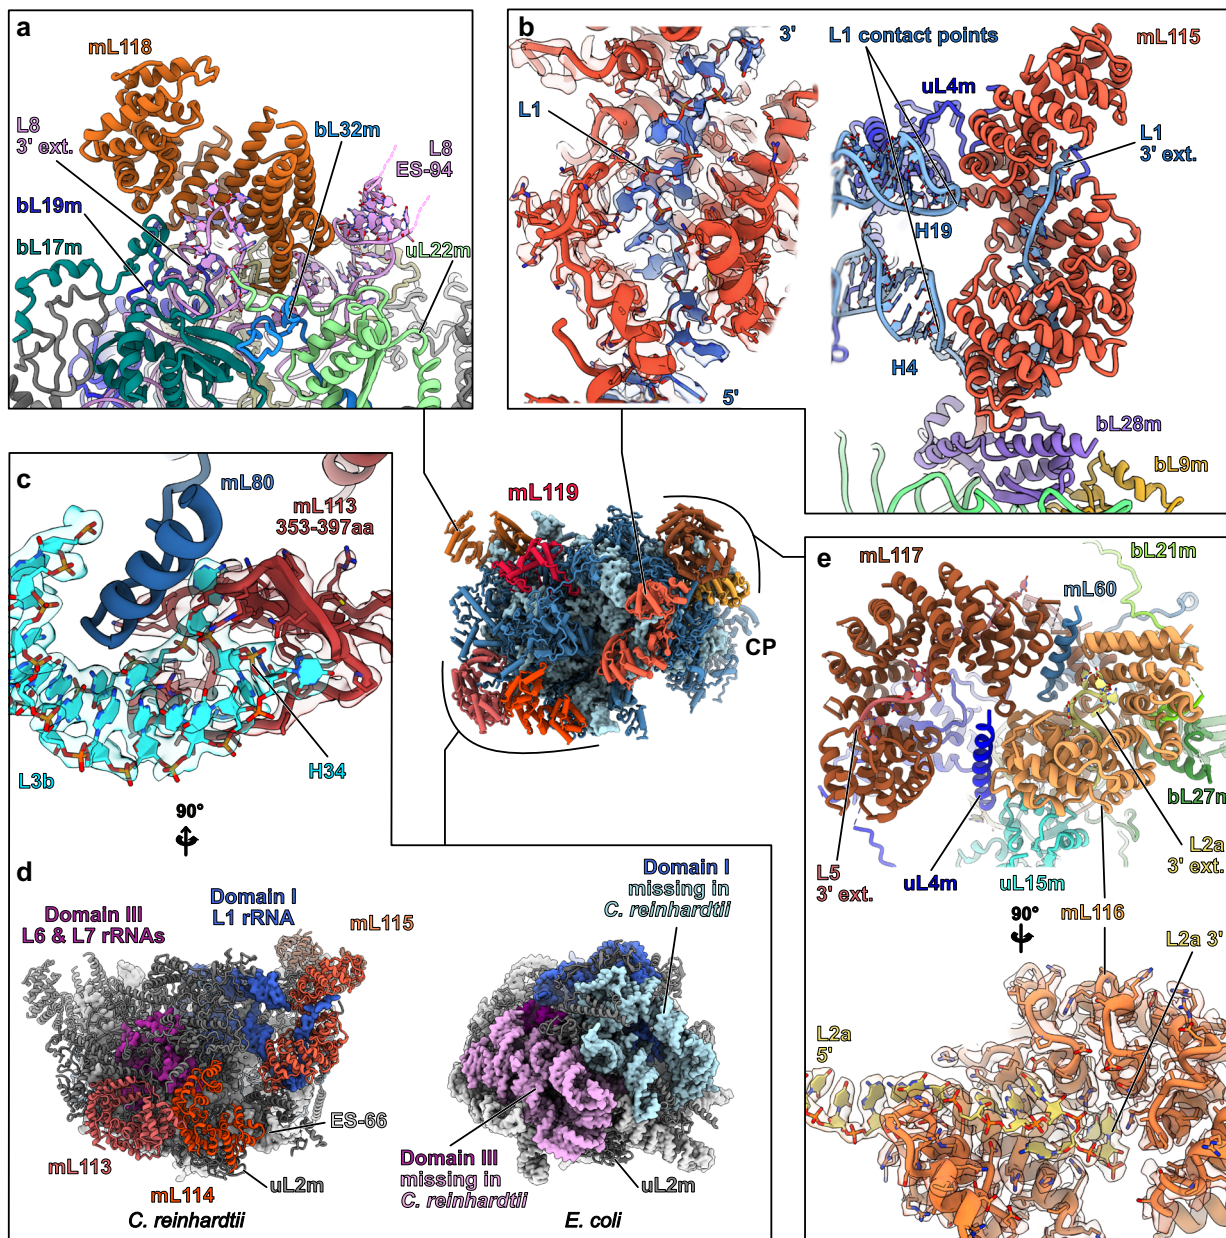 a
mL118
L8
3' ext.
bL32m
L8
ES-94
bL19m
bL17m
uL22m
b
3'
L1
5'
L1 contact points
mL115
uL4m
L1
3' ext.
H19
H4
bL28m
bL9m
c
mL80
mL113
353-397aa
L3b
H34
90°
mL119
CP
d
Domain III
L6 & L7 rRNAs
Domain I
L1 rRNA
mL115
Domain I
missing in
C. reinhardtii
ES-66
mL113
mL114
uL2m
C. reinhardtii
Domain III
missing in
C. reinhardtii
uL2m
E. coli
e
mL117
bL21m
mL60
bL27m
L5
3' ext.
uL4m
uL15m
L2a
3' ext.
90°
mL116
L2a 3'
L2a
5'